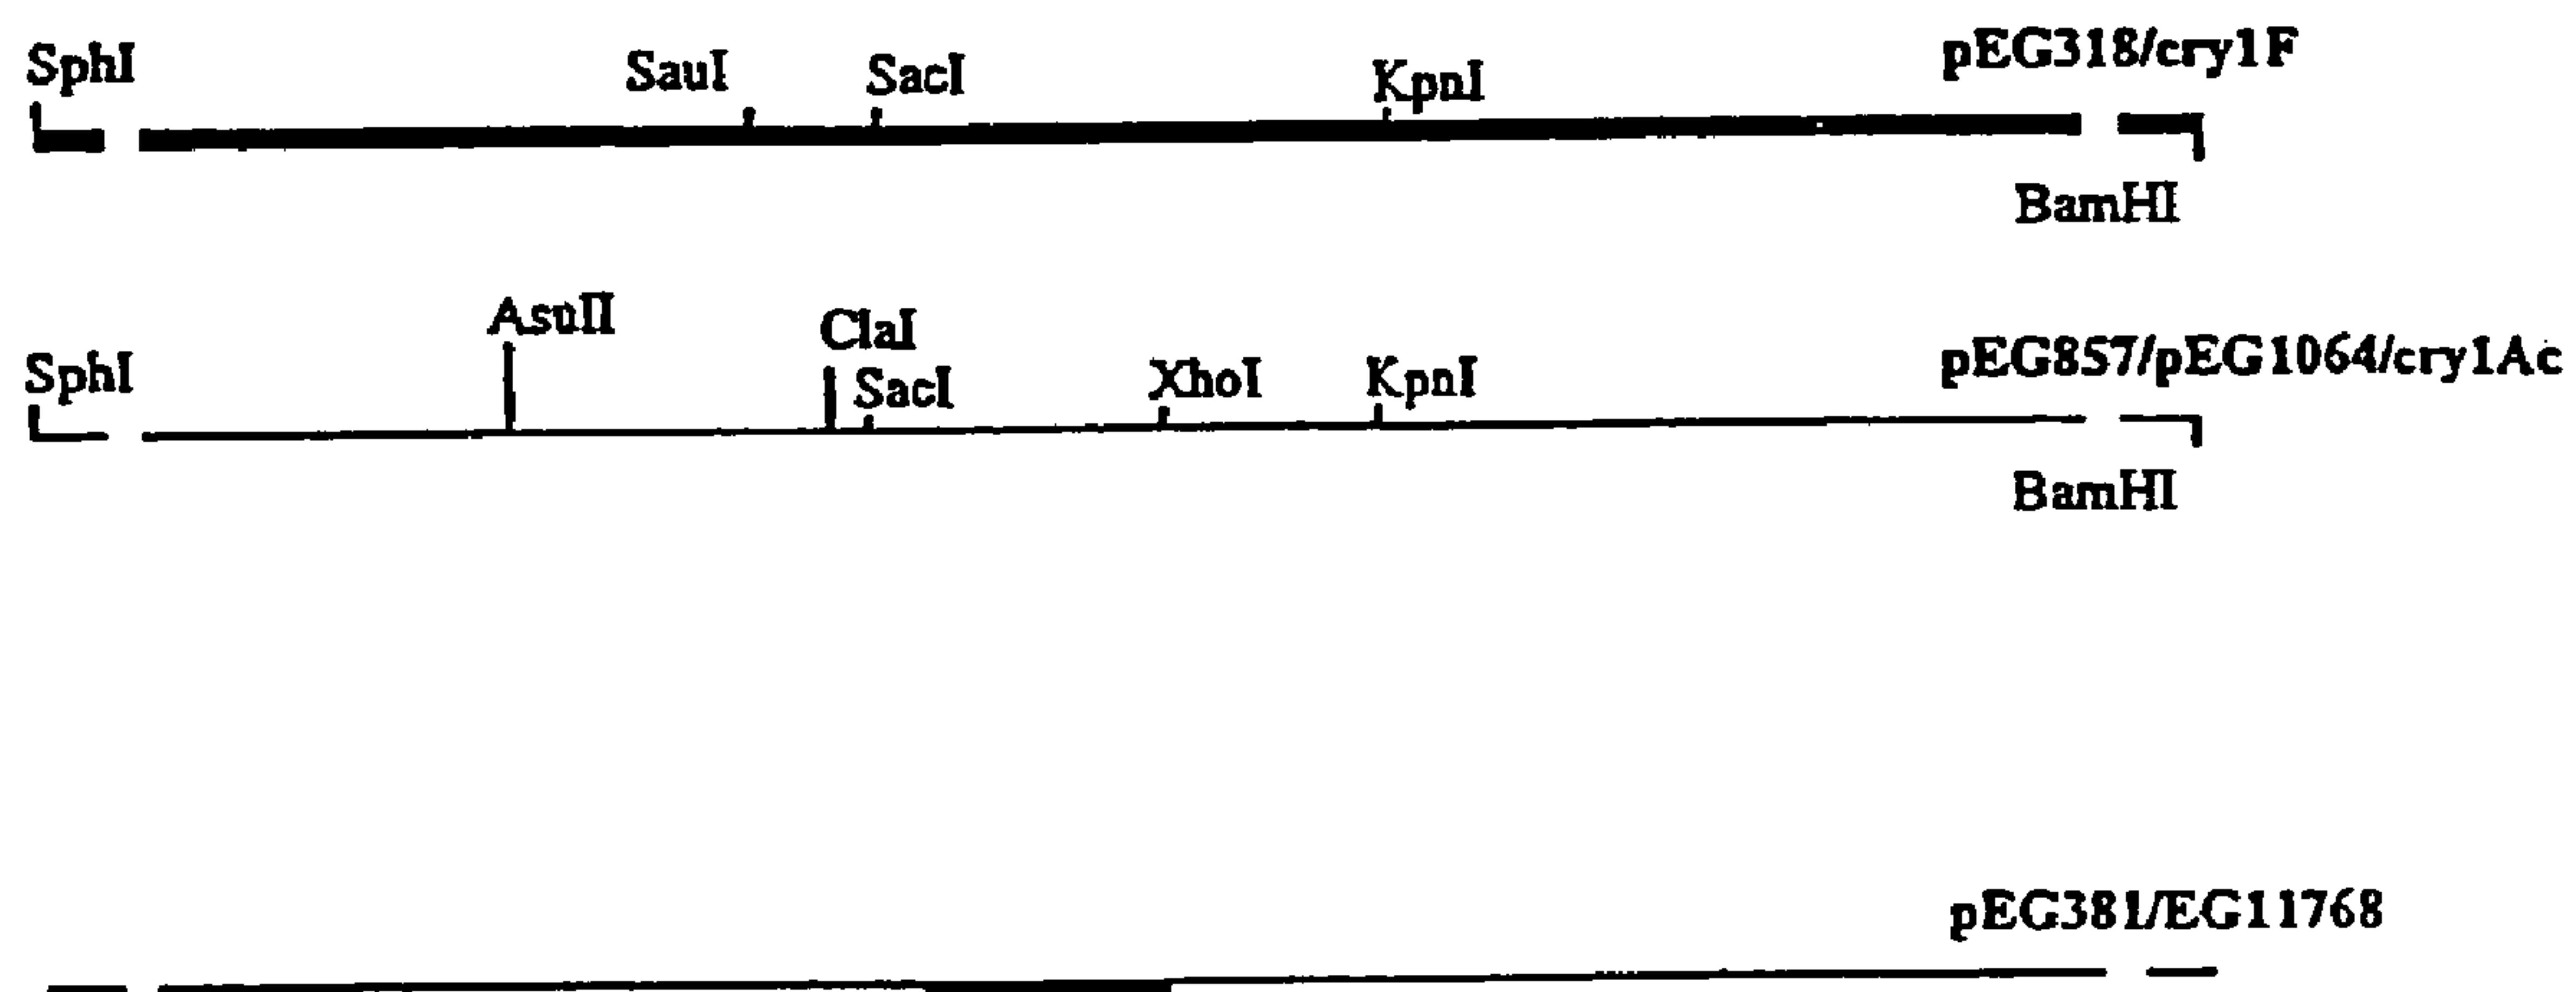 SphI SauI SacI KpnI pEG318/cry1F
BamHI
AsuII
ClaI
SphI SacI XhoI KpnI pEG857/pEG1064/cry1Ac
BamHI
pEG381/EG11768